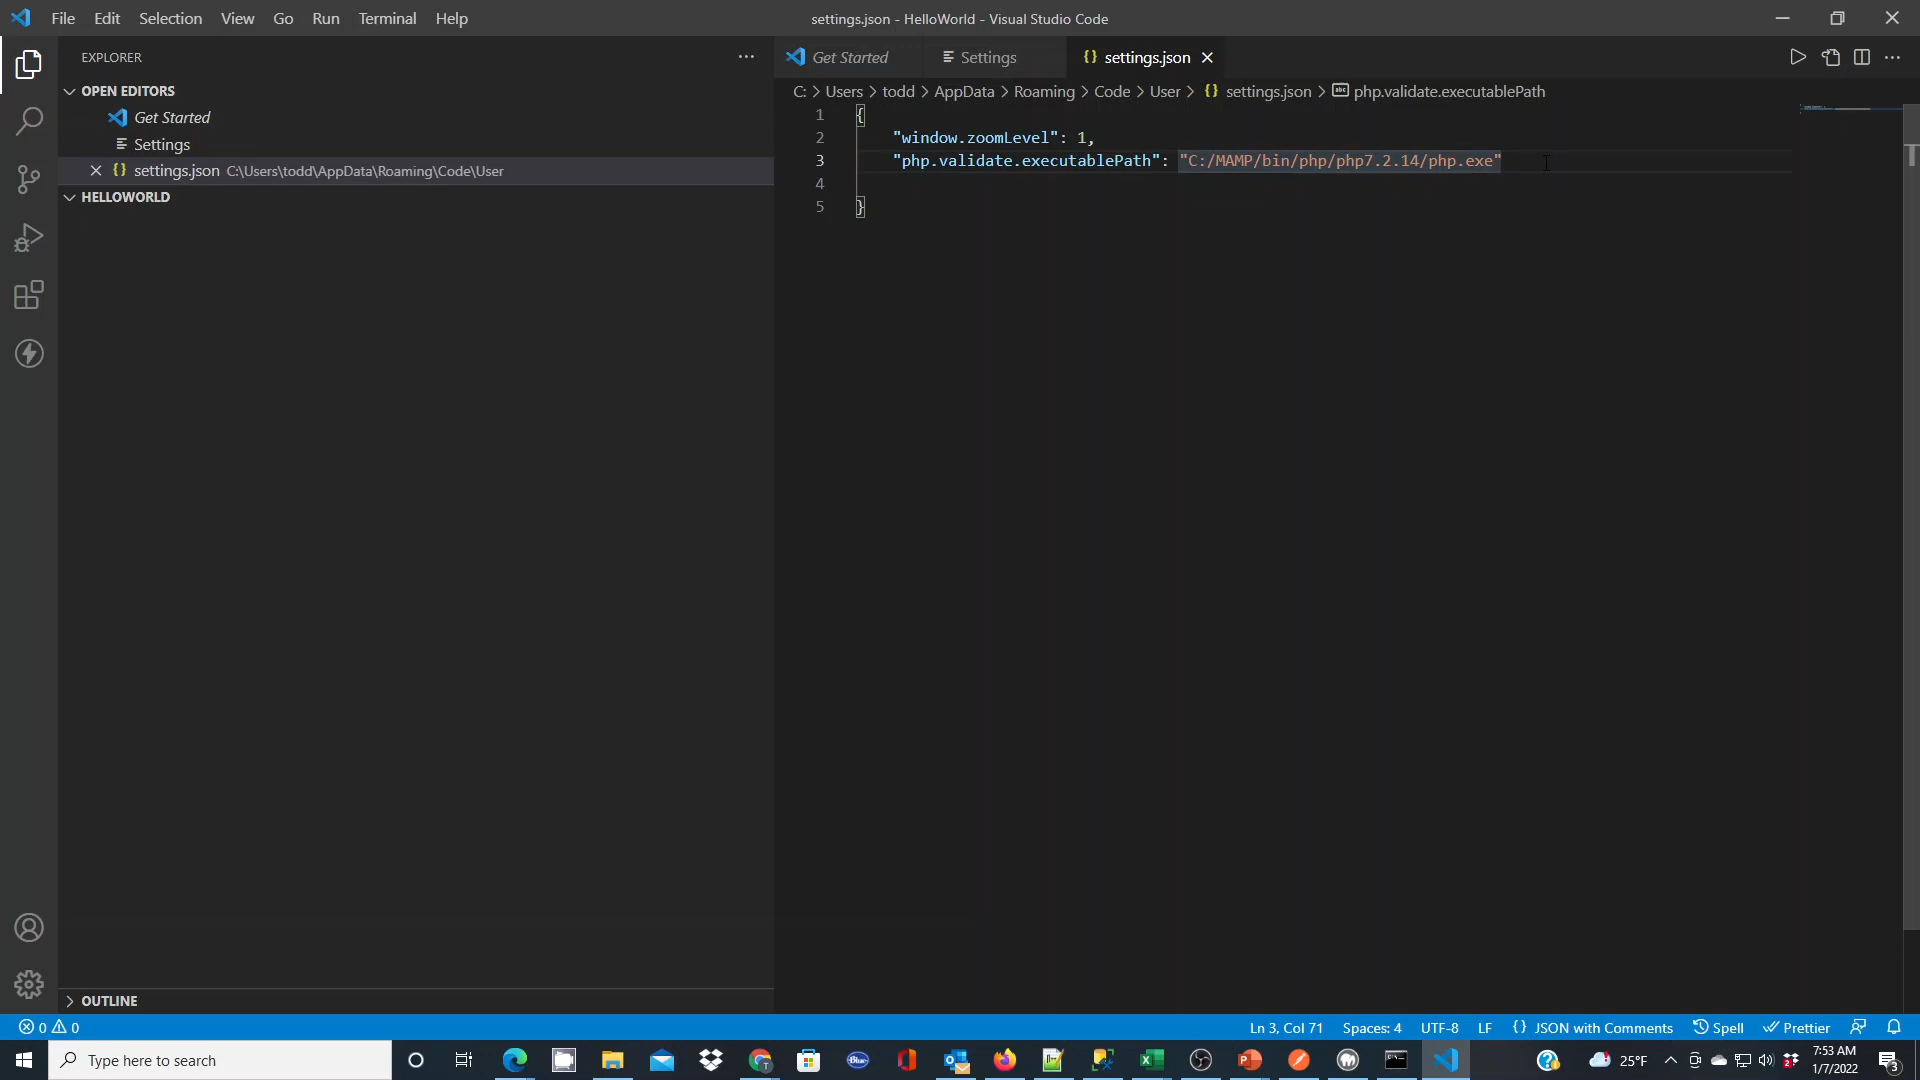 File Edit Selection View Go Run Terminal Help
settings.json - HelloWorld - Visual Studio Code
EXPLORER
OPEN EDITORS
Get Started
Settings
settings.json C:\Users\todd\AppData\Roaming\Code\User
HELLOWORLD
OUTLINE
Get Started Settings settings.json
C: > Users > todd > AppData > Roaming > Code > User > {} settings.json > php.validate.executablePath
1 {
2 "window.zoomLevel": 1,
3 "php.validate.executablePath": "C:/MAMP/bin/php/php7.2.14/php.exe"
4
5 }
0 0 Ln 3, Col 71 Spaces: 4 UTF-8 LF {} JSON with Comments Spell Prettier
Type here to search
25°F
7:53 AM
1/7/2022
3